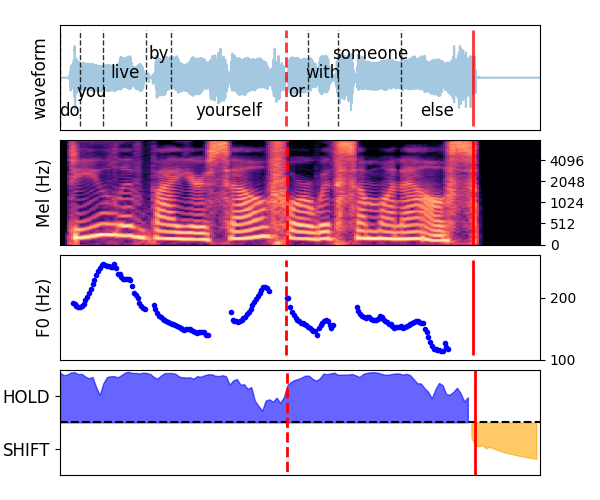 waveform
do
you
live
by
yourself
or
with
someone
else
Mel (Hz)
4096
2048
1024
512
0
F0 (Hz)
200
100
HOLD
SHIFT